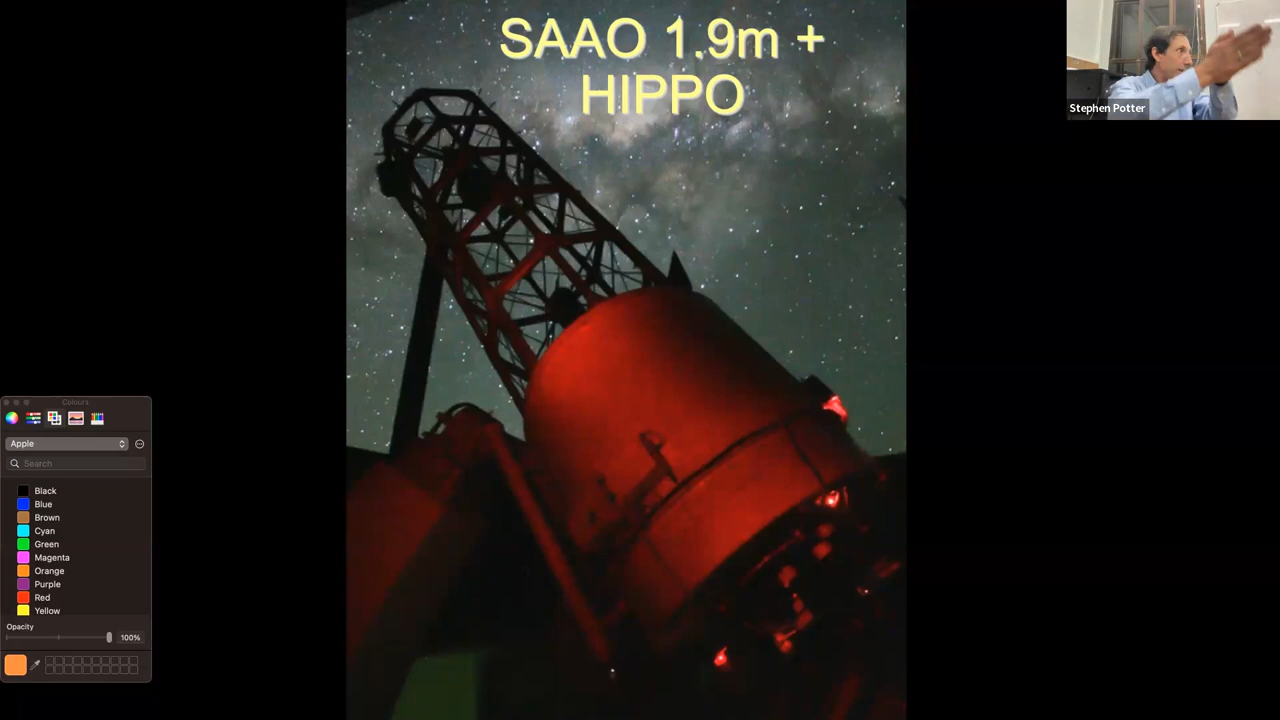 SAAO 1.9m +
HIPPO
Stephen Potter
Colours
Apple
Search
Black
Blue
Brown
Cyan
Green
Magenta
Orange
Purple
Red
Yellow
Opacity
100%